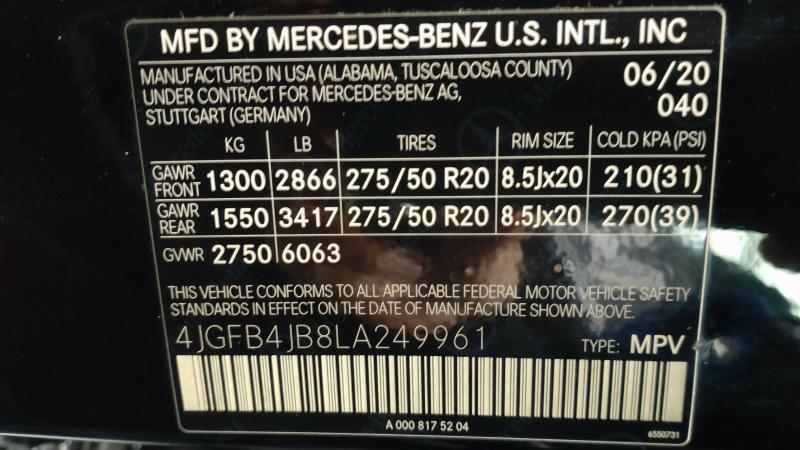 MFD BY MERCEDES-BENZ U.S. INTL., INC
MANUFACTURED IN USA (ALABAMA, TUSCALOOSA COUNTY) 06/20
UNDER CONTRACT FOR MERCEDES-BENZ AG, 040
STUTTGART (GERMANY)
KG LB TIRES RIM SIZE COLD KPA (PSI)
GAWR FRONT 1300 2866 275/50 R20 8.5Jx20 210(31)
GAWR REAR 1550 3417 275/50 R20 8.5Jx20 270(39)
GVWR 2750 6063
THIS VEHICLE CONFORMS TO ALL APPLICABLE FEDERAL MOTOR VEHICLE SAFETY
STANDARDS IN EFFECT ON THE DATE OF MANUFACTURE SHOWN ABOVE.
4JGFB4JB8LA249961 TYPE: MPV
A 000 817 52 04
6550731